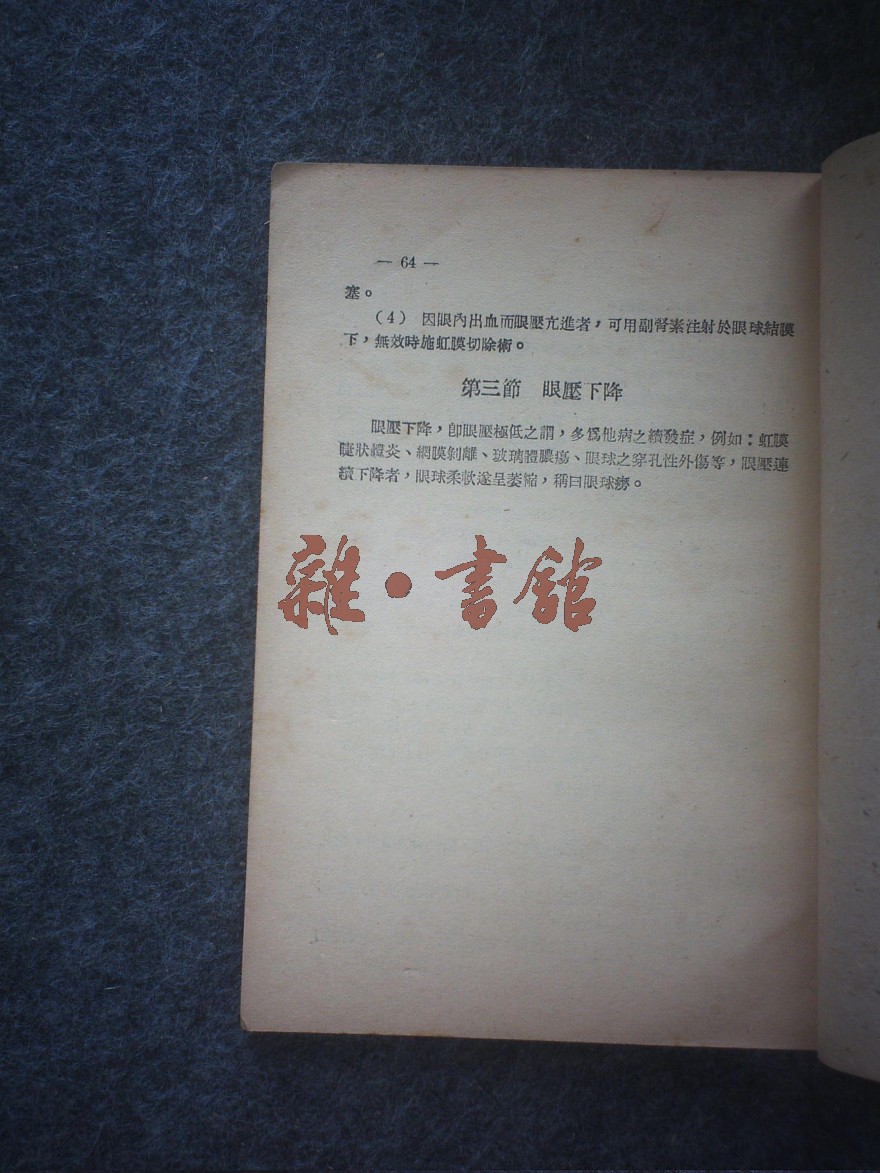 — 64 —
塞。
(4) 因眼內出血而眼壓亢進者，可用副腎素注射於眼球結膜
下，無效時施虹膜切除術。
第三節 眼壓下降
眼壓下降，卽眼壓極低之謂，多爲他病之續發症，例如：虹膜
睫狀體炎、網膜剝離、玻璃體膿瘍、眼球之穿孔性外傷等，眼壓連
續下降者，眼球柔軟遂呈萎縮，稱曰眼球癆。
雜·書館